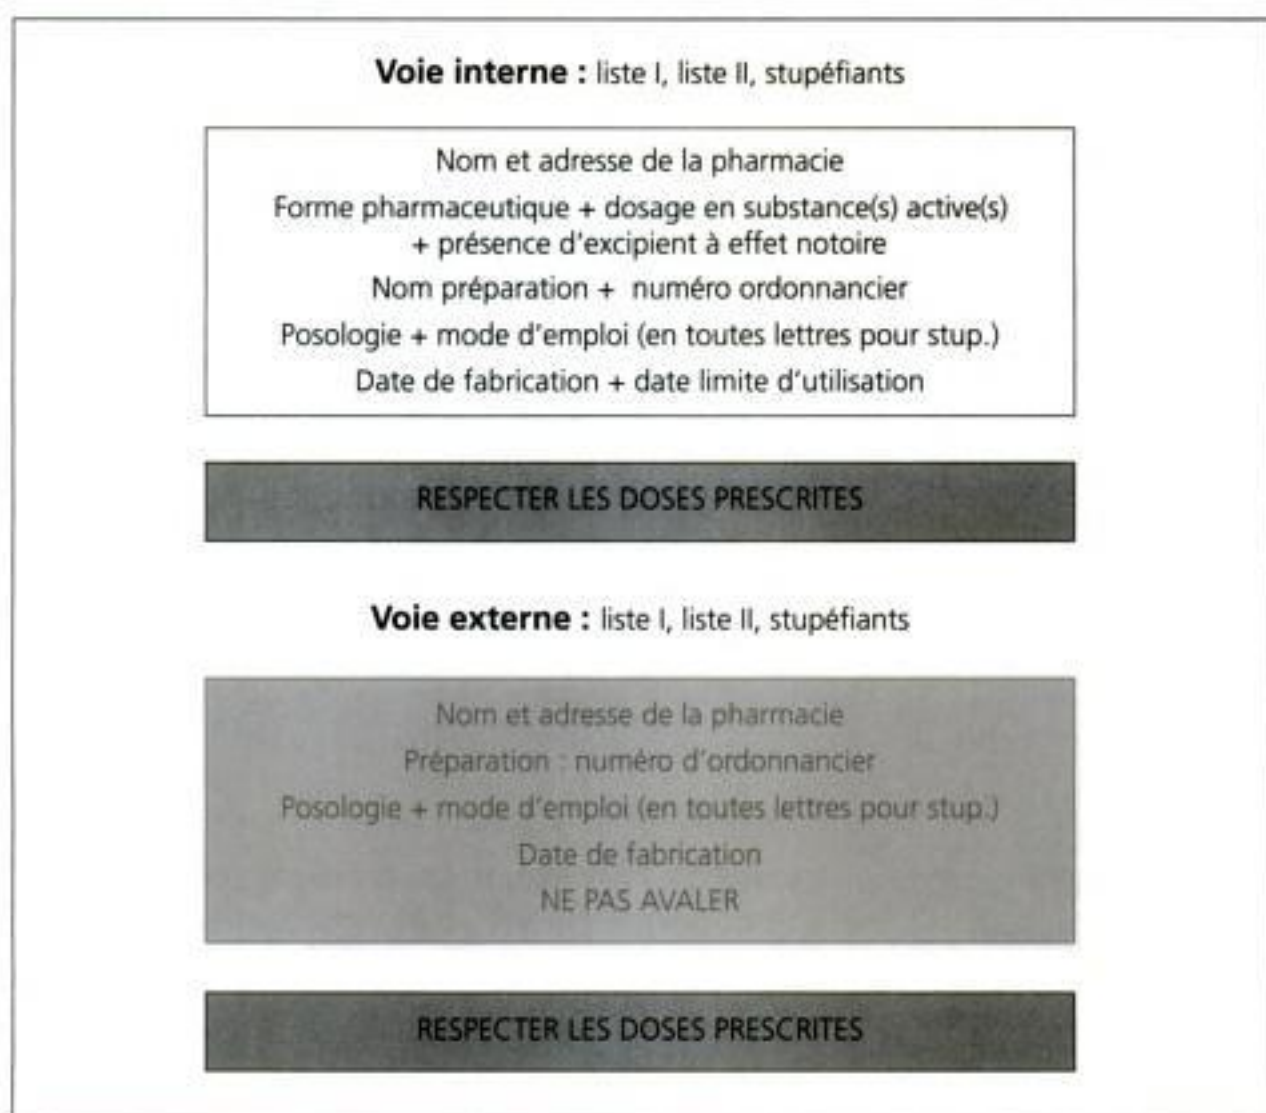 Voie interne : liste I, liste II, stupéfiants
Nom et adresse de la pharmacie
Forme pharmaceutique + dosage en substance(s) active(s)
+ présence d'excipient à effet notoire
Nom préparation + numéro ordonnancier
Posologie + mode d'emploi (en toutes lettres pour stup.)
Date de fabrication + date limite d'utilisation
RESPECTER LES DOSES PRESCRITES
Voie externe : liste I, liste II, stupéfiants
Nom et adresse de la pharmacie
Préparation : numéro d'ordonnancier
Posologie + mode d'emploi (en toutes lettres pour stup.)
Date de fabrication
NE PAS AVALER
RESPECTER LES DOSES PRESCRITES